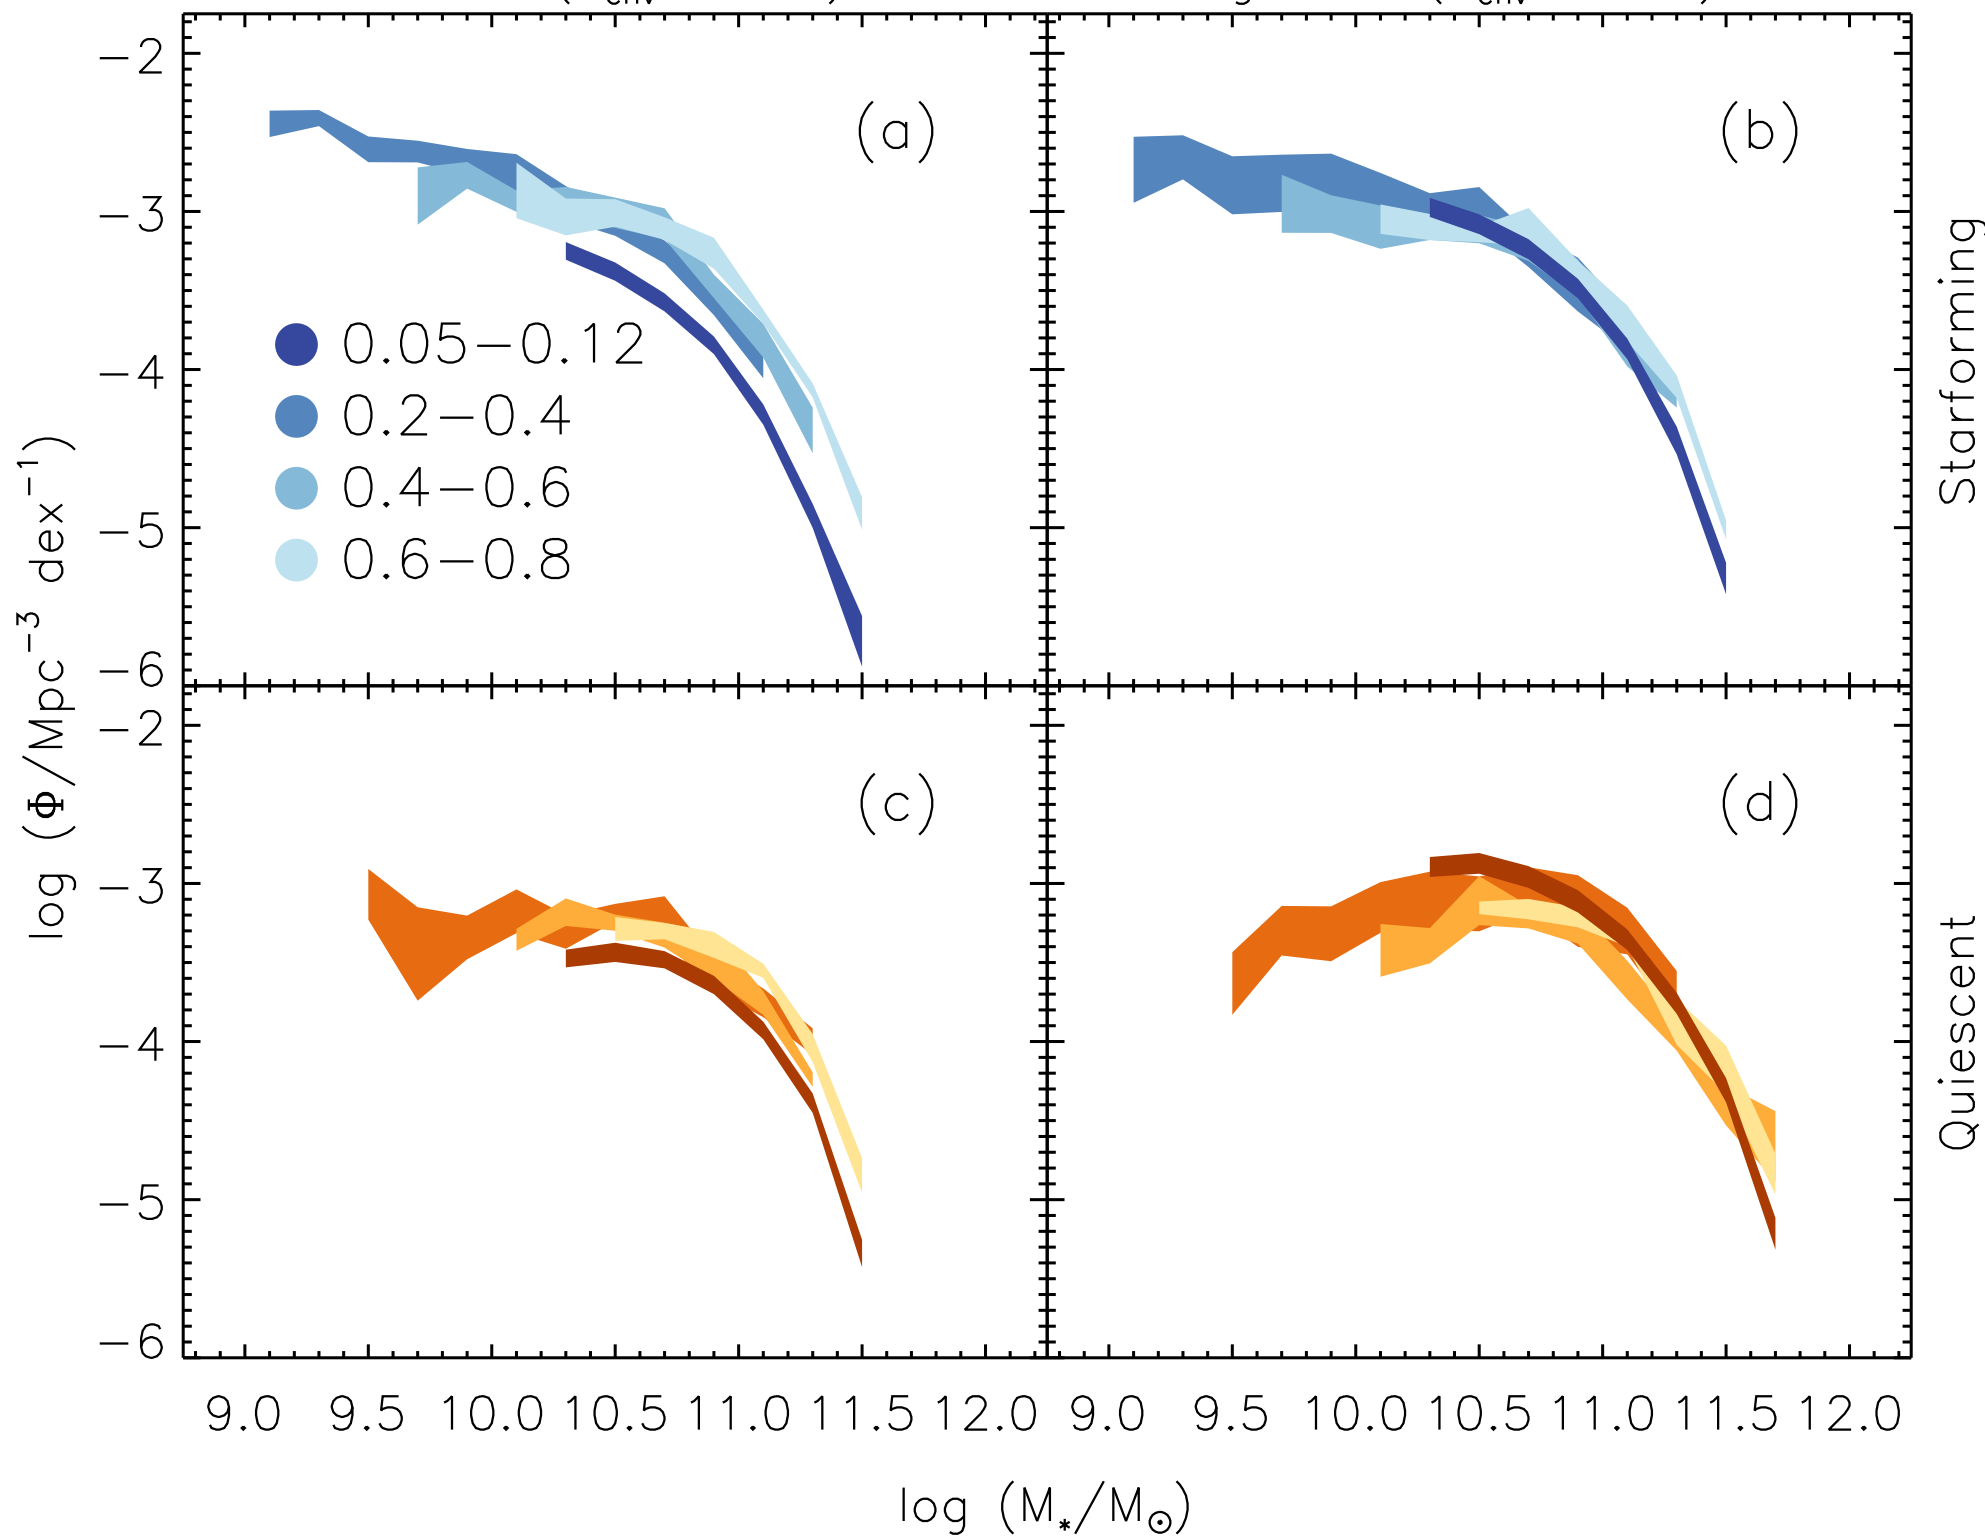 (a)
(b)
0.05−0.12
0.2−0.4
0.4−0.6
0.6−0.8
(c)
(d)
−2
−3
−4
−5
−6
−2
−3
−4
−5
−6
log (Φ/Mpc⁻³ dex⁻¹)
Starforming
Quiescent
9.0 9.5 10.0 10.5 11.0 11.5 12.0
9.0 9.5 10.0 10.5 11.0 11.5 12.0
log (M*/M☉)